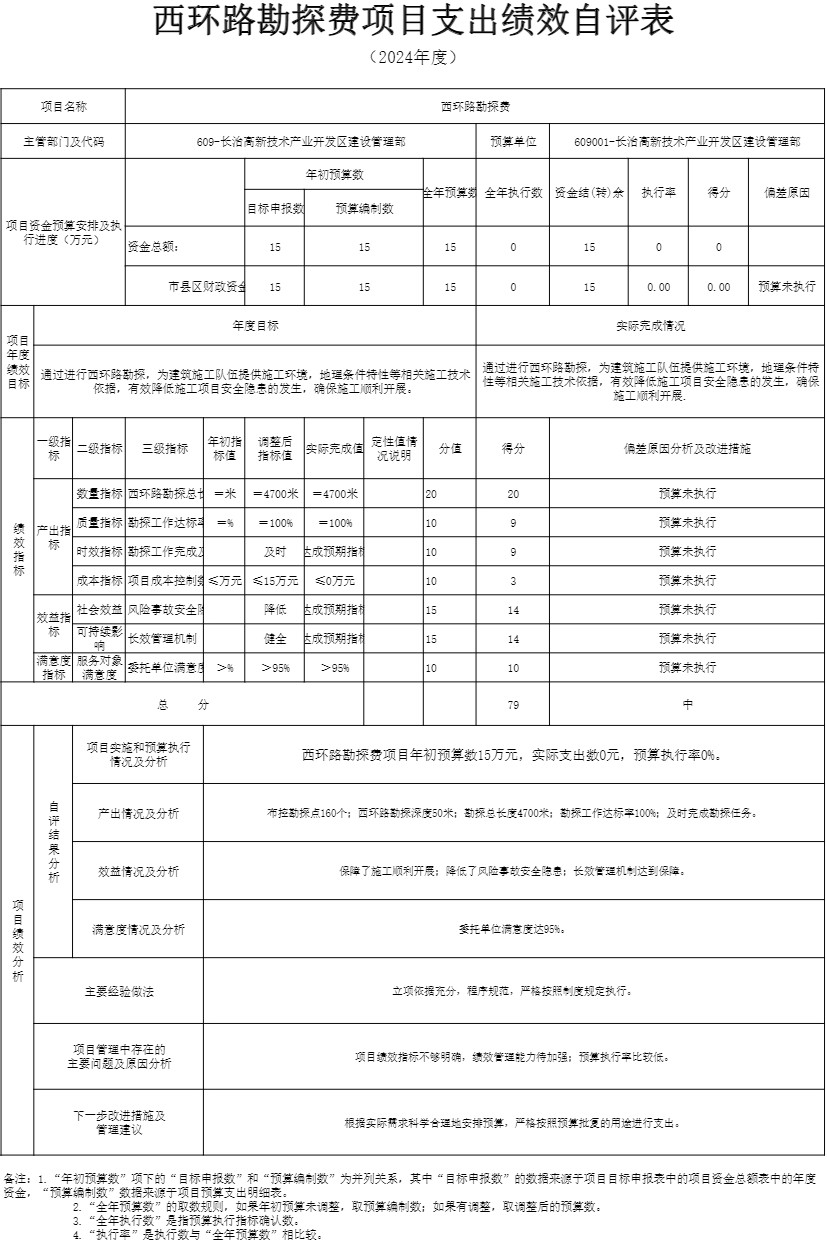 西环路勘探费项目支出绩效自评表
（2024年度）
项目名称 西环路勘探费
主管部门及代码 609-长治高新技术产业开发区建设管理部 预算单位 609001-长治高新技术产业开发区建设管理部
项目资金预算安排及执
行进度（万元）
年初预算数 全年预算数 全年执行数 资金结(转)余 执行率 得分 偏差原因
目标申报数 预算编制数
资金总额： 15 15 15 0 15 0 0
市县区财政资金 15 15 15 0 15 0.00 0.00 预算未执行
项目
年度
绩效
目标
年度目标 实际完成情况
通过进行西环路勘探，为建筑施工队伍提供施工环境，地理条件特性等相关施工技术
依据，有效降低施工项目安全隐患的发生，确保施工顺利开展。
通过进行西环路勘探，为建筑施工队伍提供施工环境，地理条件特
性等相关施工技术依据，有效降低施工项目安全隐患的发生，确保
施工顺利开展.
绩
效
指
标
一级指
标
二级指标 三级指标
年初指
标值
调整后
指标值
实际完成值
定性值情
况说明
分值 得分 偏差原因分析及改进措施
产出指
标
数量指标 西环路勘探总长 ＝米 ＝4700米 ＝4700米 20 20 预算未执行
质量指标 勘探工作达标率 ＝% ＝100% ＝100% 10 9 预算未执行
时效指标 勘探工作完成及 及时 达成预期指标 10 9 预算未执行
成本指标 项目成本控制数 ≤万元 ≤15万元 ≤0万元 10 3 预算未执行
效益指
标
社会效益 风险事故安全隐 降低 达成预期指标 15 14 预算未执行
可持续影
响
长效管理机制 健全 达成预期指标 15 14 预算未执行
满意度
指标
服务对象
满意度
委托单位满意度 ＞% ＞95% ＞95% 10 10 预算未执行
总 分 79 中
项
目
绩
效
分
析
自
评
结
果
分
析
项目实施和预算执行
情况及分析
西环路勘探费项目年初预算数15万元，实际支出数0元，预算执行率0%。
产出情况及分析 布控勘探点160个；西环路勘探深度50米；勘探总长度4700米；勘探工作达标率100%；及时完成勘探任务。
效益情况及分析 保障了施工顺利开展；降低了风险事故安全隐患；长效管理机制达到保障。
满意度情况及分析 委托单位满意度达95%。
主要经验做法 立项依据充分，程序规范，严格按照制度规定执行。
项目管理中存在的
主要问题及原因分析
项目绩效指标不够明确，绩效管理能力待加强；预算执行率比较低。
下一步改进措施及
管理建议
根据实际需求科学合理地安排预算，严格按照预算批复的用途进行支出。
备注：1.“年初预算数”项下的“目标申报数”和“预算编制数”为并列关系，其中“目标申报数”的数据来源于项目目标申报表中的项目资金总额表中的年度
资金，“预算编制数”数据来源于项目预算支出明细表。
2.“全年预算数”的取数规则，如果年初预算未调整，取预算编制数；如果有调整，取调整后的预算数。
3.“全年执行数”是指预算执行指标确认数。
4.“执行率”是执行数与“全年预算数”相比较。